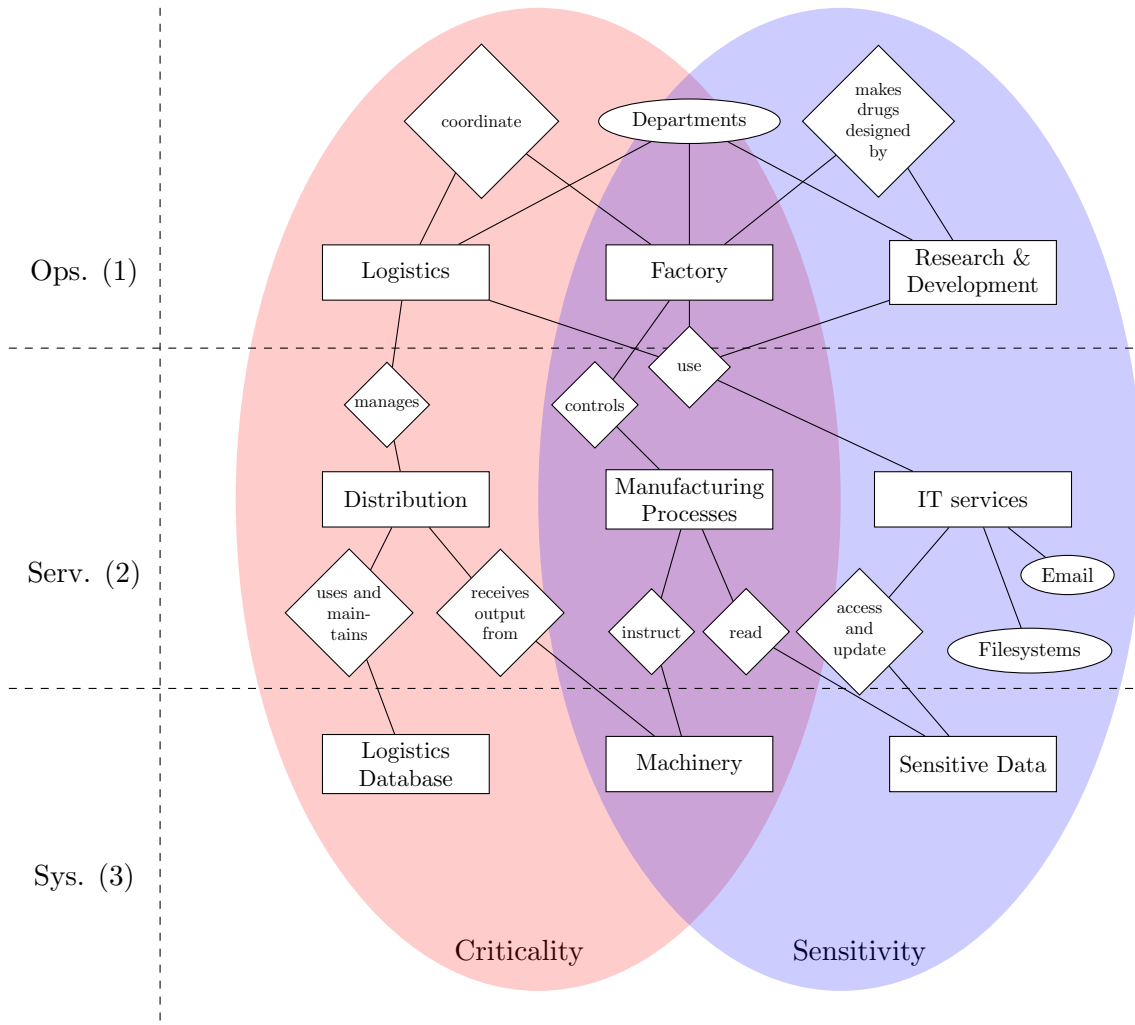 coordinate
Departments
makes
drugs
designed
by
Ops. (1)
Logistics
Factory
Research &
Development
use
manages
controls
Distribution
Manufacturing
Processes
IT services
Serv. (2)
uses and
main-
tains
receives
output
from
instruct
read
access
and
update
Email
Filesystems
Logistics
Database
Machinery
Sensitive Data
Sys. (3)
Criticality
Sensitivity